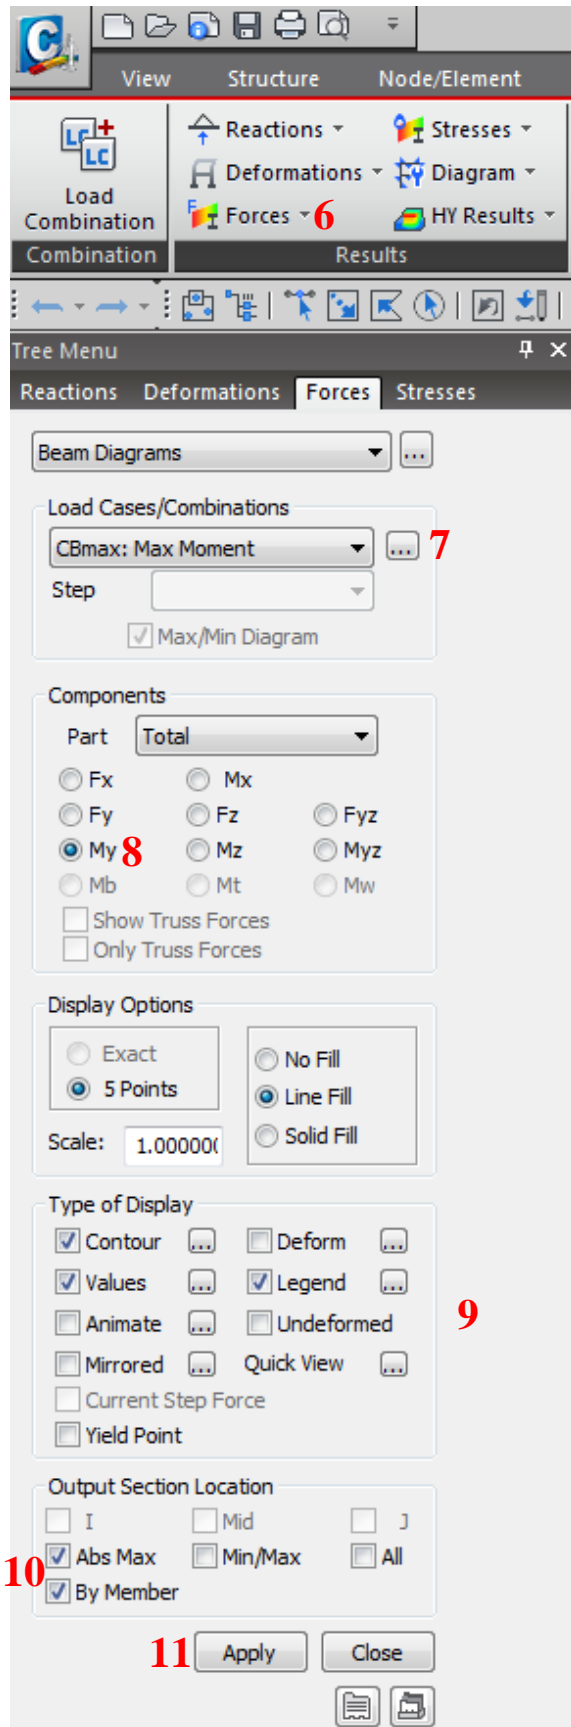 View Structure Node/Element
Reactions Stresses
Deformations Diagram
Load Combination
Forces 6 HY Results
Combination Results
Tree Menu
Reactions Deformations Forces Stresses
Beam Diagrams ...
Load Cases/Combinations
CBmax: Max Moment ... 7
Step
Max/Min Diagram
Components
Part Total
Fx Mx
Fy Fz Fyz
My 8 Mz Myz
Mb Mt Mw
Show Truss Forces
Only Truss Forces
Display Options
Exact No Fill
5 Points Line Fill
Scale: 1.00000 Solid Fill
Type of Display
Contour ... Deform ...
Values ... Legend ...
9
Animate ... Undeformed
Mirrored ... Quick View ...
Current Step Force
Yield Point
Output Section Location
I Mid J
10 Abs Max Min/Max All
By Member
11 Apply Close